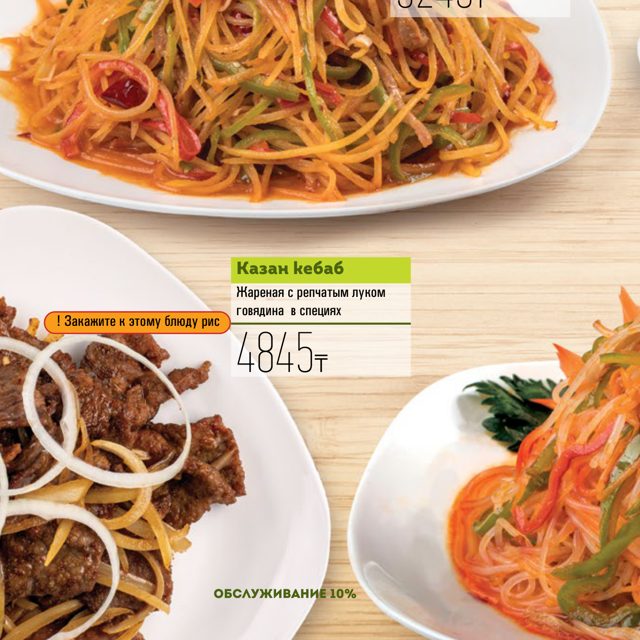 Казан кебаб
Жареная с репчатым луком
говядина в специях
! Закажите к этому блюду рис
4845₸
ОБСЛУЖИВАНИЕ 10%